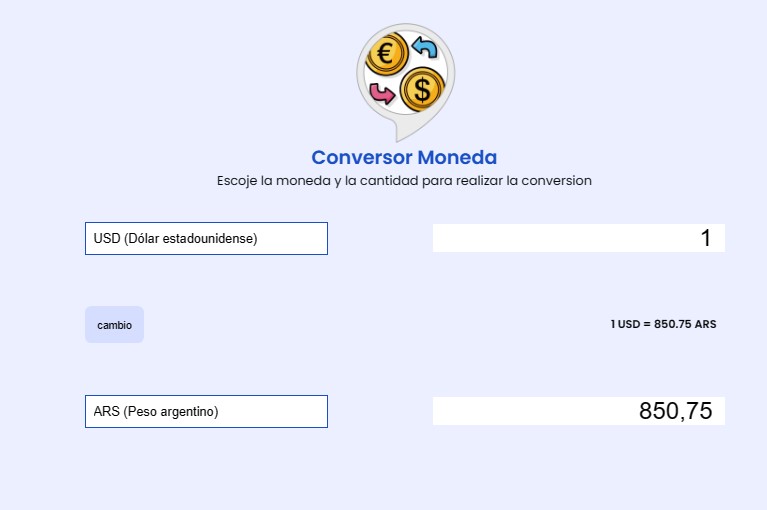 €
$
Conversor Moneda
Escoje la moneda y la cantidad para realizar la conversion
USD (Dólar estadounidense)
1
cambio
1 USD = 850.75 ARS
ARS (Peso argentino)
850,75